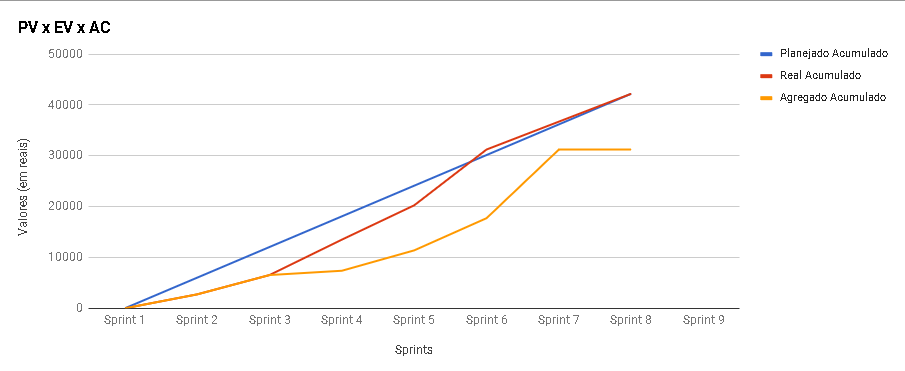 PV x EV x AC
50000
40000
30000
20000
10000
0
Valores (em reais)
Sprint 1
Sprint 2
Sprint 3
Sprint 4
Sprint 5
Sprint 6
Sprint 7
Sprint 8
Sprint 9
Sprints
Planejado Acumulado
Real Acumulado
Agregado Acumulado